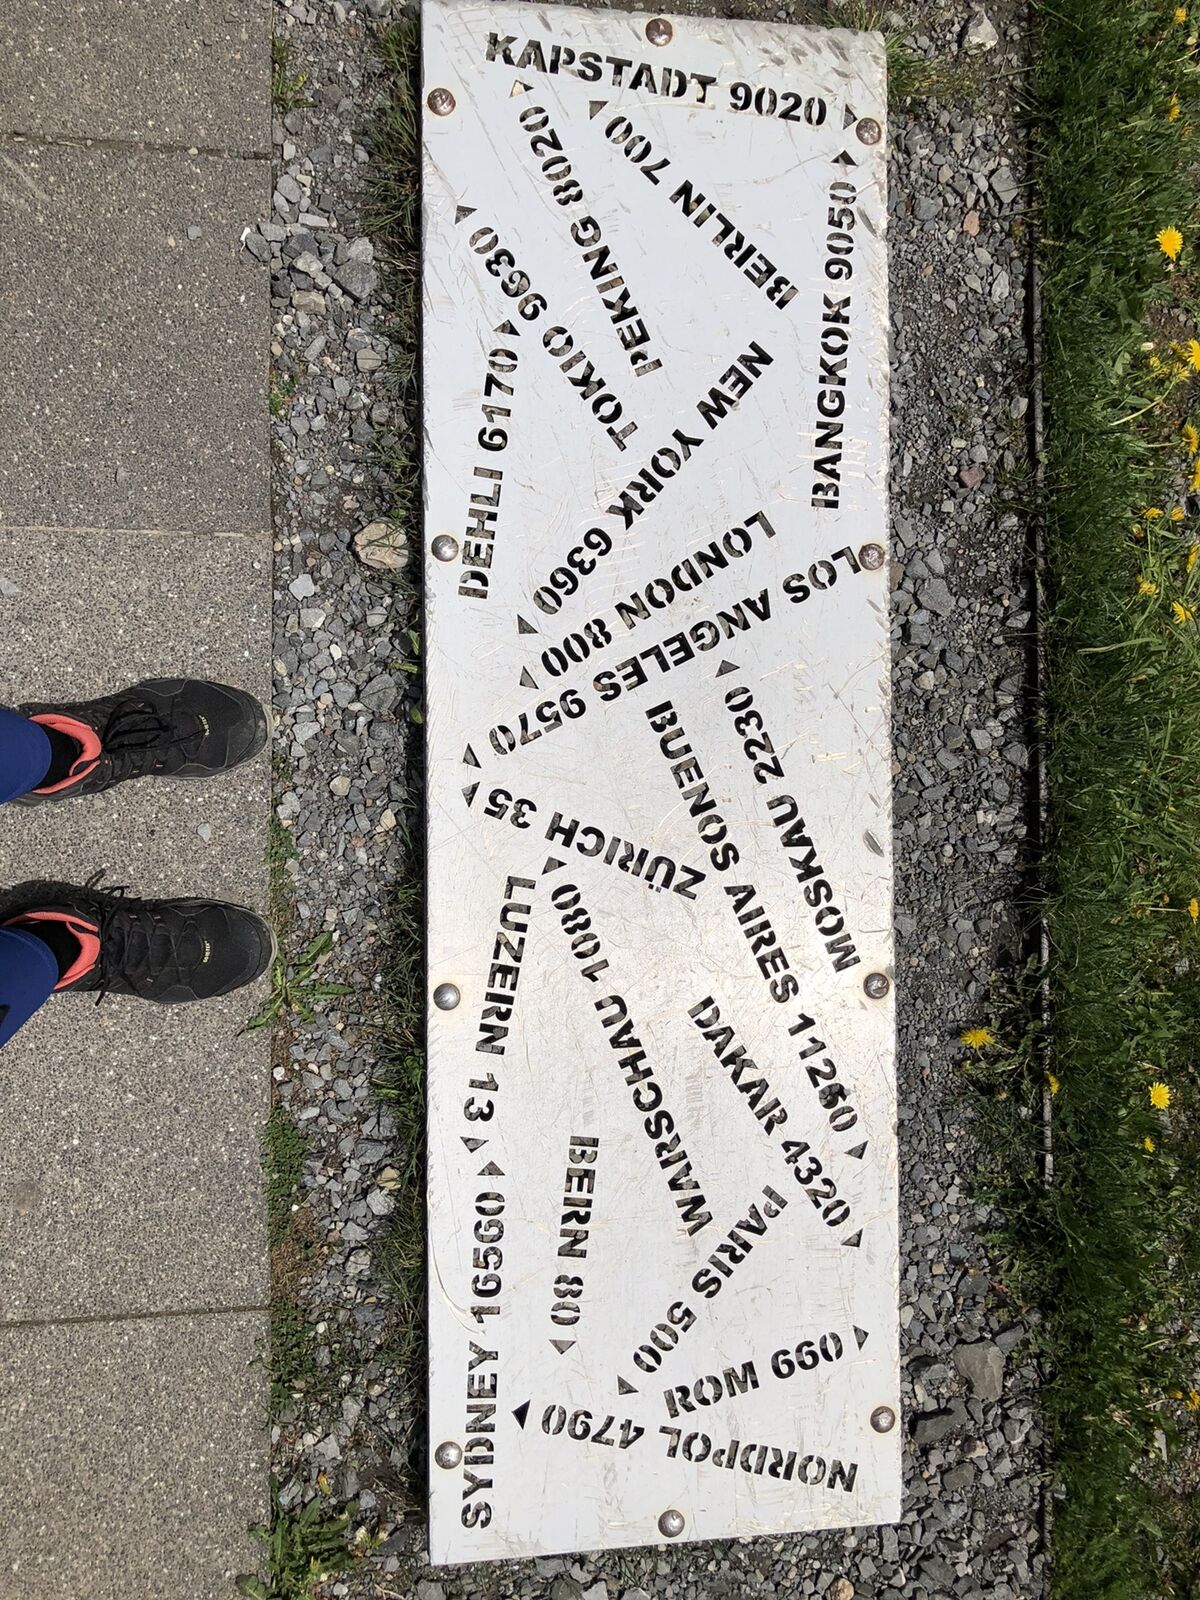 KAPSTADT 9020
PEKING 8020
BERLIN 700
BANGKOK 9050
TOKIO 9630
DEHLI 6170
NEW YORK 6360
LONDON 800
LOS ANGELES 9570
ZÜRICH 35
MOSKAU 2230
BUENOS AIRES 11260
LUZERN 13
WARSCHAU 1080
DAKAR 4320
BERN 80
PARIS 500
SYDNEY 16560
ROM 690
NORDPOL 4790